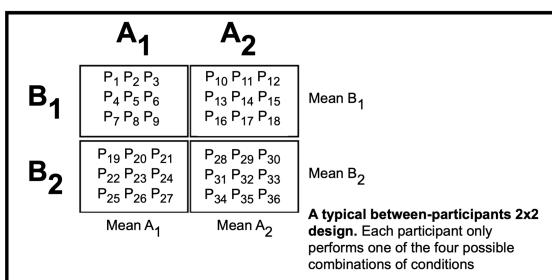 A₁ A₂
B₁
P₁ P₂ P₃ P₁₀ P₁₁ P₁₂
P₄ P₅ P₆ P₁₃ P₁₄ P₁₅
P₇ P₈ P₉ P₁₆ P₁₇ P₁₈
Mean B₁
B₂
P₁₉ P₂₀ P₂₁ P₂₈ P₂₉ P₃₀
P₂₂ P₂₃ P₂₄ P₃₁ P₃₂ P₃₃
P₂₅ P₂₆ P₂₇ P₃₄ P₃₅ P₃₆
Mean B₂
Mean A₁ Mean A₂
A typical between-participants 2x2
design. Each participant only
performs one of the four possible
combinations of conditions